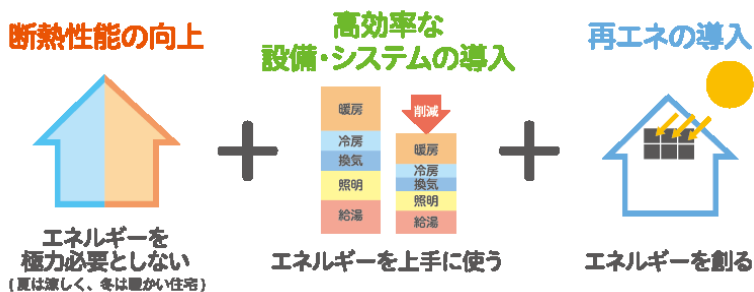 断熱性能の向上
エネルギーを
極力必要としない
(夏は涼しく、冬は暖かい住宅)
高効率な
設備・システムの導入
暖房
冷房
換気
照明
給湯
削減
暖房
冷房
換気
照明
給湯
エネルギーを上手に使う
再エネの導入
エネルギーを創る